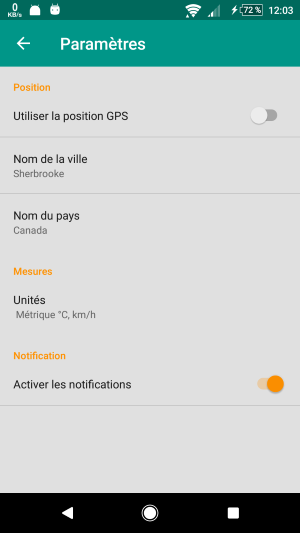 0
KB/s
72 %
12:03
Paramètres
Position
Utiliser la position GPS
Nom de la ville
Sherbrooke
Nom du pays
Canada
Mesures
Unités
Métrique °C, km/h
Notification
Activer les notifications